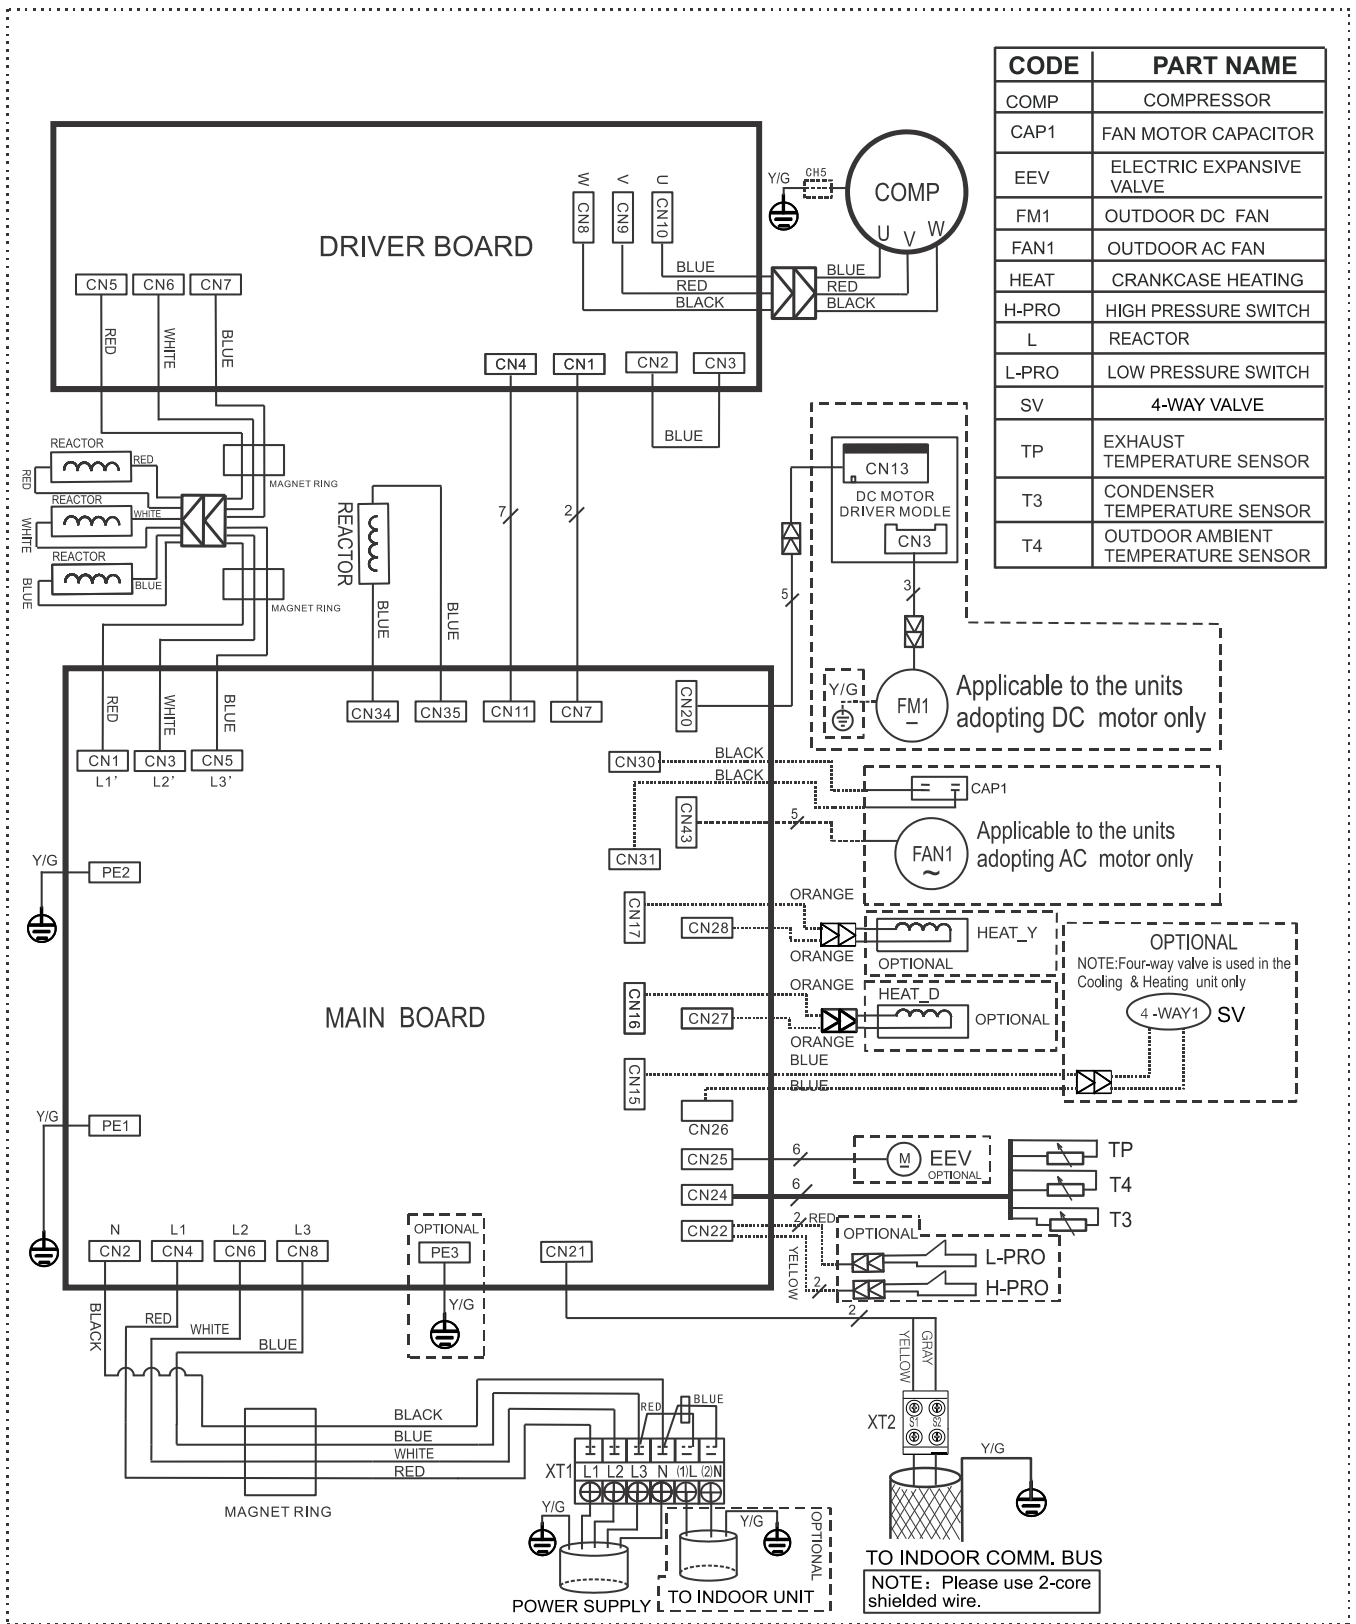 CODE PART NAME
COMP COMPRESSOR
CAP1 FAN MOTOR CAPACITOR
EEV ELECTRIC EXPANSIVE
VALVE
FM1 OUTDOOR DC FAN
FAN1 OUTDOOR AC FAN
HEAT CRANKCASE HEATING
H-PRO HIGH PRESSURE SWITCH
L REACTOR
L-PRO LOW PRESSURE SWITCH
SV 4-WAY VALVE
TP EXHAUST
TEMPERATURE SENSOR
T3 CONDENSER
TEMPERATURE SENSOR
T4 OUTDOOR AMBIENT
TEMPERATURE SENSOR
DRIVER BOARD
W V U
CN8 CN9 CN10
Y/G CH5
COMP
U V W
BLUE BLUE
RED RED
BLACK BLACK
CN5 CN6 CN7
RED WHITE BLUE
CN4 CN1 CN2 CN3
BLUE
REACTOR
RED
RED
MAGNET RING
REACTOR
WHITE
WHITE
REACTOR
BLUE
BLUE
MAGNET RING
REACTOR
BLUE BLUE
7 2
CN13
DC MOTOR
DRIVER MODLE
CN3
5
3
Y/G
FM1
Applicable to the units
adopting DC motor only
RED WHITE BLUE
CN34 CN35 CN11 CN7 CN20
CN1 CN3 CN5
L1' L2' L3'
CN30 BLACK
BLACK
CAP1
CN43 5
CN31
FAN1
~
Applicable to the units
adopting AC motor only
Y/G
PE2
CN17
ORANGE
CN28
ORANGE
HEAT_Y
OPTIONAL
MAIN BOARD
CN16
ORANGE
CN27
ORANGE
HEAT_D
OPTIONAL
OPTIONAL
NOTE:Four-way valve is used in the
Cooling & Heating unit only
4-WAY1 SV
CN15
BLUE
BLUE
CN26
Y/G
PE1
CN25 6
M EEV
OPTIONAL
CN24 6
TP
T4
T3
CN22 2 RED
YELLOW 2
OPTIONAL
L-PRO
H-PRO
N L1 L2 L3
CN2 CN4 CN6 CN8
OPTIONAL
PE3
Y/G
CN21
2
BLACK RED WHITE BLUE
YELLOW GRAY
BLACK
BLUE
WHITE
RED
MAGNET RING
RED BLUE
XT1 L1 L2 L3 N (1)L (2)N
XT2
S1 S2
Y/G
Y/G
Y/G
OPTIONAL
POWER SUPPLY
TO INDOOR UNIT
TO INDOOR COMM. BUS
NOTE: Please use 2-core
shielded wire.